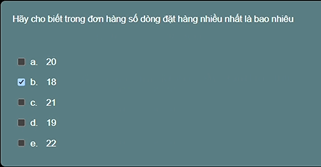 Hãy cho biết trong đơn hàng số dòng đặt hàng nhiều nhất là bao nhiêu
a. 20
b. 18
c. 21
d. 19
e. 22